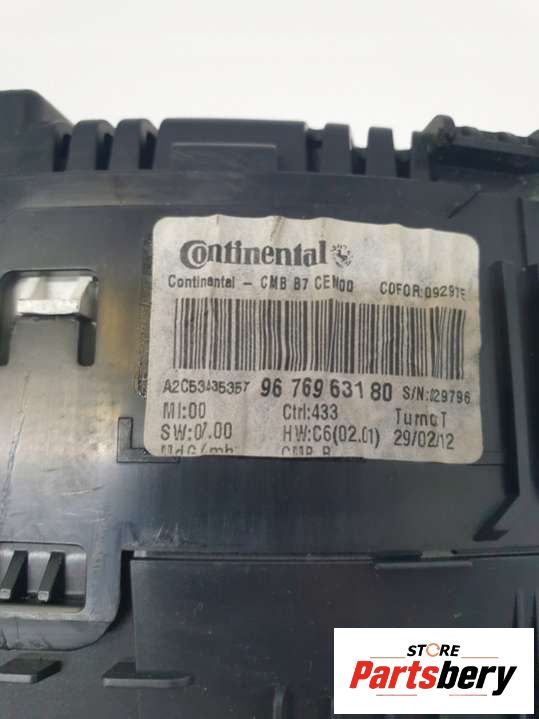 Continental
Continental - CMB B7 CEM00 COFOR:09291E
A2C53435357 96 769 631 80 S/N:029796
MI:00 Ctrl:433
SW:07.00 HW:C6(02.01) 29/02/12
STORE
Partsbery